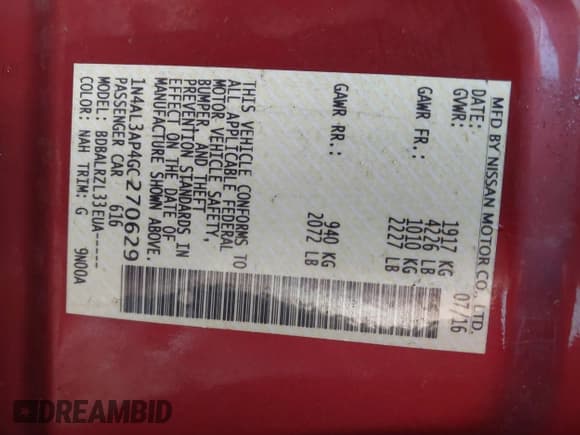 MFD BY NISSAN MOTOR CO., LTD.
DATE: 07/16
GVWR: 1917 KG
4226 LB
GAWR FR.: 1010 KG
2227 LB
GAWR RR.: 940 KG
2072 LB
THIS VEHICLE CONFORMS TO
ALL APPLICABLE FEDERAL
MOTOR VEHICLE SAFETY,
BUMPER, AND THEFT
PREVENTION STANDARDS IN
EFFECT ON THE DATE OF
MANUFACTURE SHOWN ABOVE.
1N4AL3AP4GC270629
PASSENGER CAR 616
MODEL: BDBALRZL33EUA-----
COLOR: NAH TRIM: G 9N00A
DREAMBID